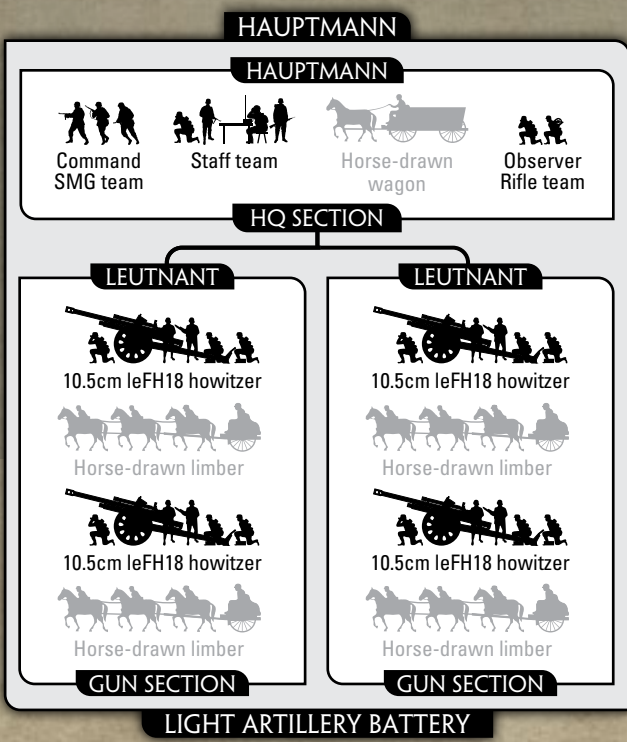 HAUPTMANN
HAUPTMANN
Command
SMG team
Staff team
Horse-drawn
wagon
Observer
Rifle team
HQ SECTION
LEUTNANT
10.5cm leFH18 howitzer
Horse-drawn limber
10.5cm leFH18 howitzer
Horse-drawn limber
GUN SECTION
LEUTNANT
10.5cm leFH18 howitzer
Horse-drawn limber
10.5cm leFH18 howitzer
Horse-drawn limber
GUN SECTION
LIGHT ARTILLERY BATTERY